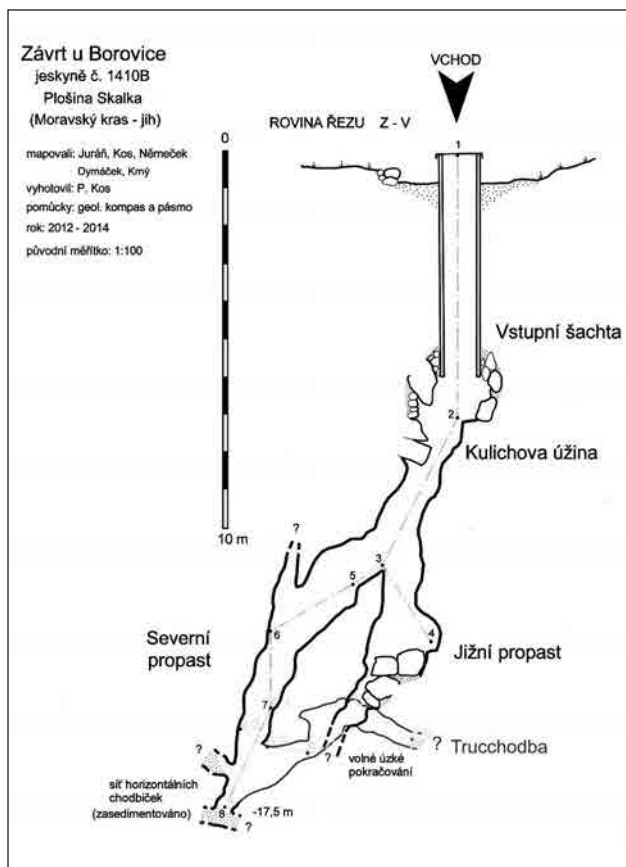 Závrt u Borovice
jeskyně č. 1410B
Plošina Skalka
(Moravský kras - jih)
mapovali: Juráň, Kos, Němeček
Dymáček, Krný
vyhotovil: P. Kos
pomůcky: geol. kompas a pásmo
rok: 2012 - 2014
původní měřítko: 1:100
VCHOD
ROVINA ŘEZU Z - V
0
10 m
1
Vstupní šachta
2
Kulichova úžina
?
3
5
4
6
Severní
propast
Jižní propast
7
?
?
? Trucchodba
volné úzké
pokračování
síť horizontálních
chodbiček
(zasedimentováno)
8
-17,5 m
?